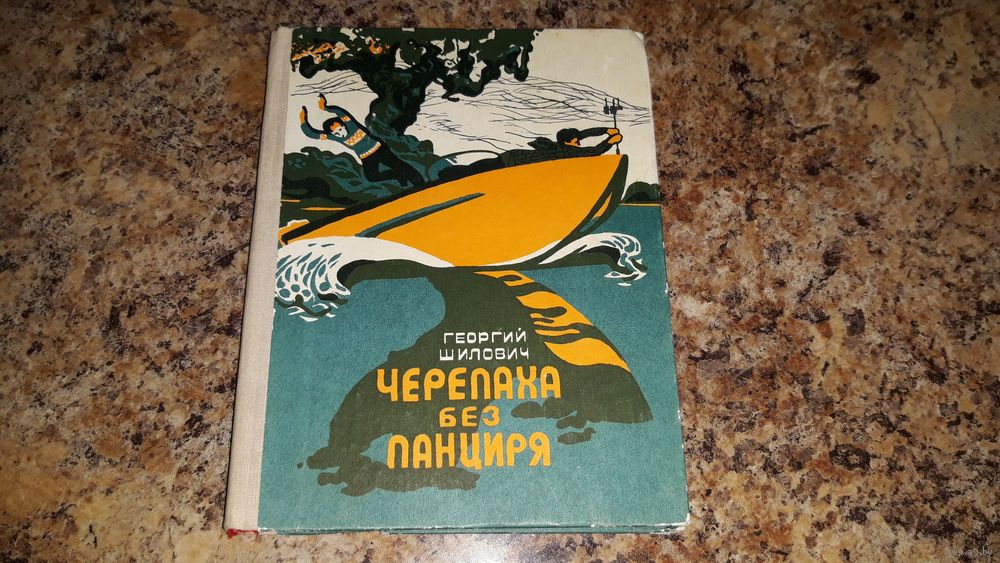 ГЕОРГИЙ
ШИЛОВИЧ
ЧЕРЕПАХА
БЕЗ
ПАНЦИРЯ